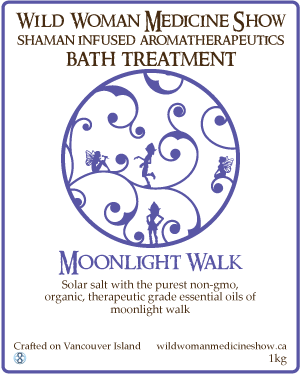 Wild Woman Medicine Show
Shaman Infused Aromatherapeutics
Bath Treatment
Moonlight Walk
Solar salt with the purest non-gmo,
organic, therapeutic grade essential oils of
moonlight walk
Crafted on Vancouver Island wildwomanmedicineshow.ca
1kg